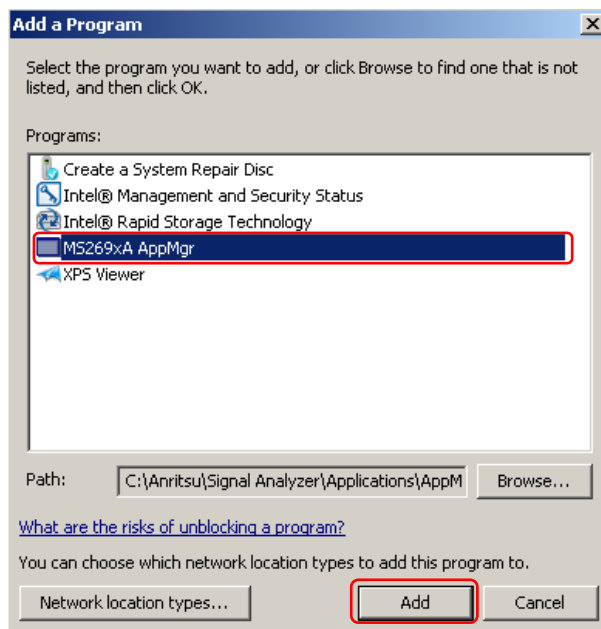 Add a Program
Select the program you want to add, or click Browse to find one that is not
listed, and then click OK.
Programs:
Create a System Repair Disc
Intel® Management and Security Status
Intel® Rapid Storage Technology
MS269xA AppMgr
XPS Viewer
Path:
C:\Anritsu\Signal Analyzer\Applications\AppM
Browse...
What are the risks of unblocking a program?
You can choose which network location types to add this program to.
Network location types...
Add
Cancel